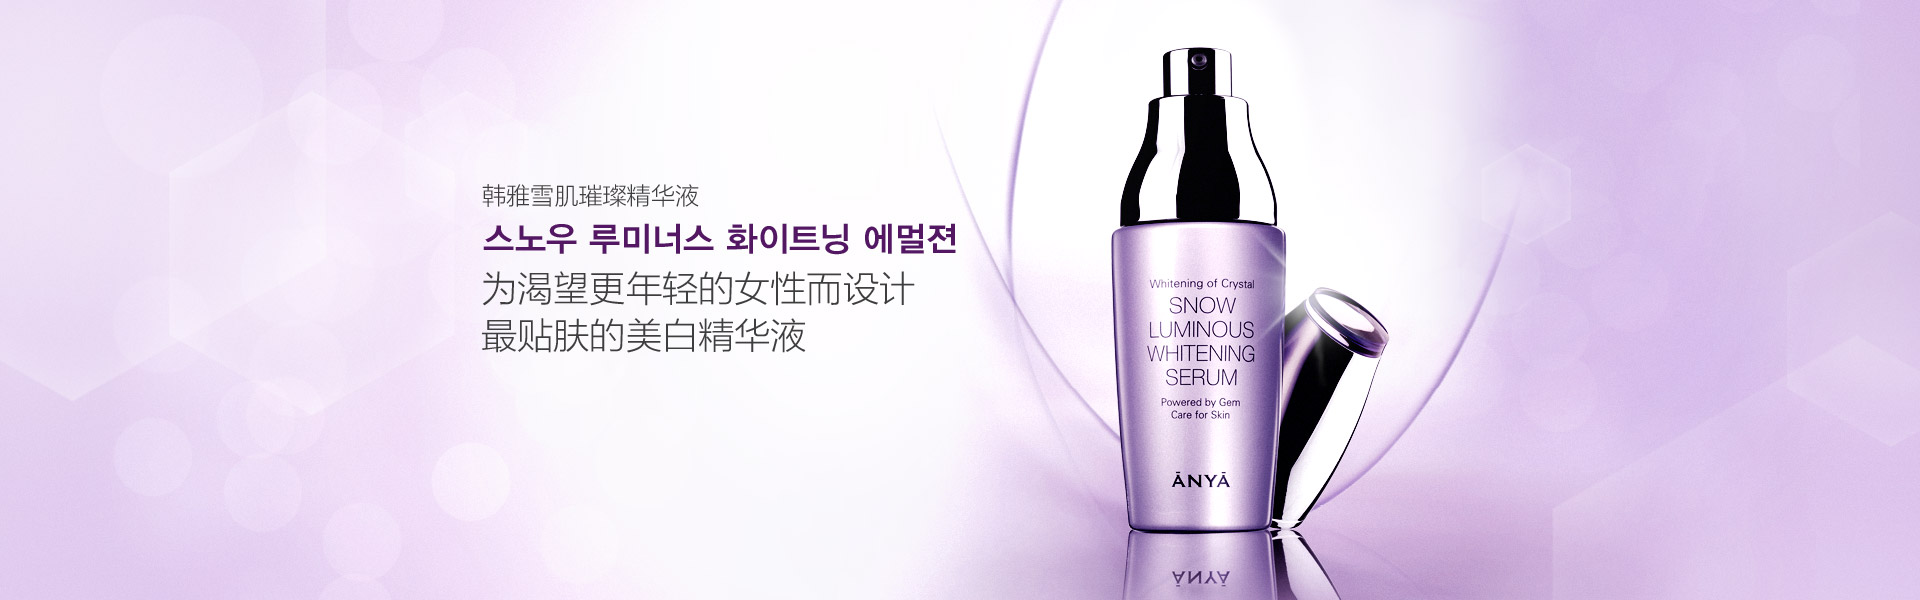 韩雅雪肌璀璨精华液
스노우 루미너스 화이트닝 에멀젼
为渴望更年轻的女性而设计
最贴肤的美白精华液
Whitening of Crystal
SNOW
LUMINOUS
WHITENING
SERUM
Powered by Gem
Care for Skin
ĀNYĀ
ĀNYĀ